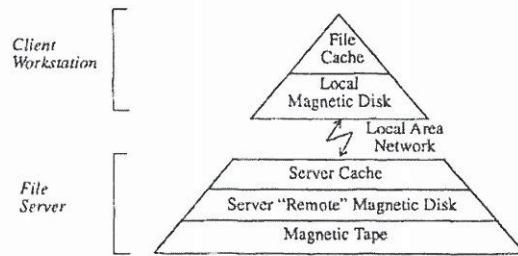 Client
Workstation
File
Cache
Local
Magnetic Disk
Local Area
Network
File
Server
Server Cache
Server "Remote" Magnetic Disk
Magnetic Tape